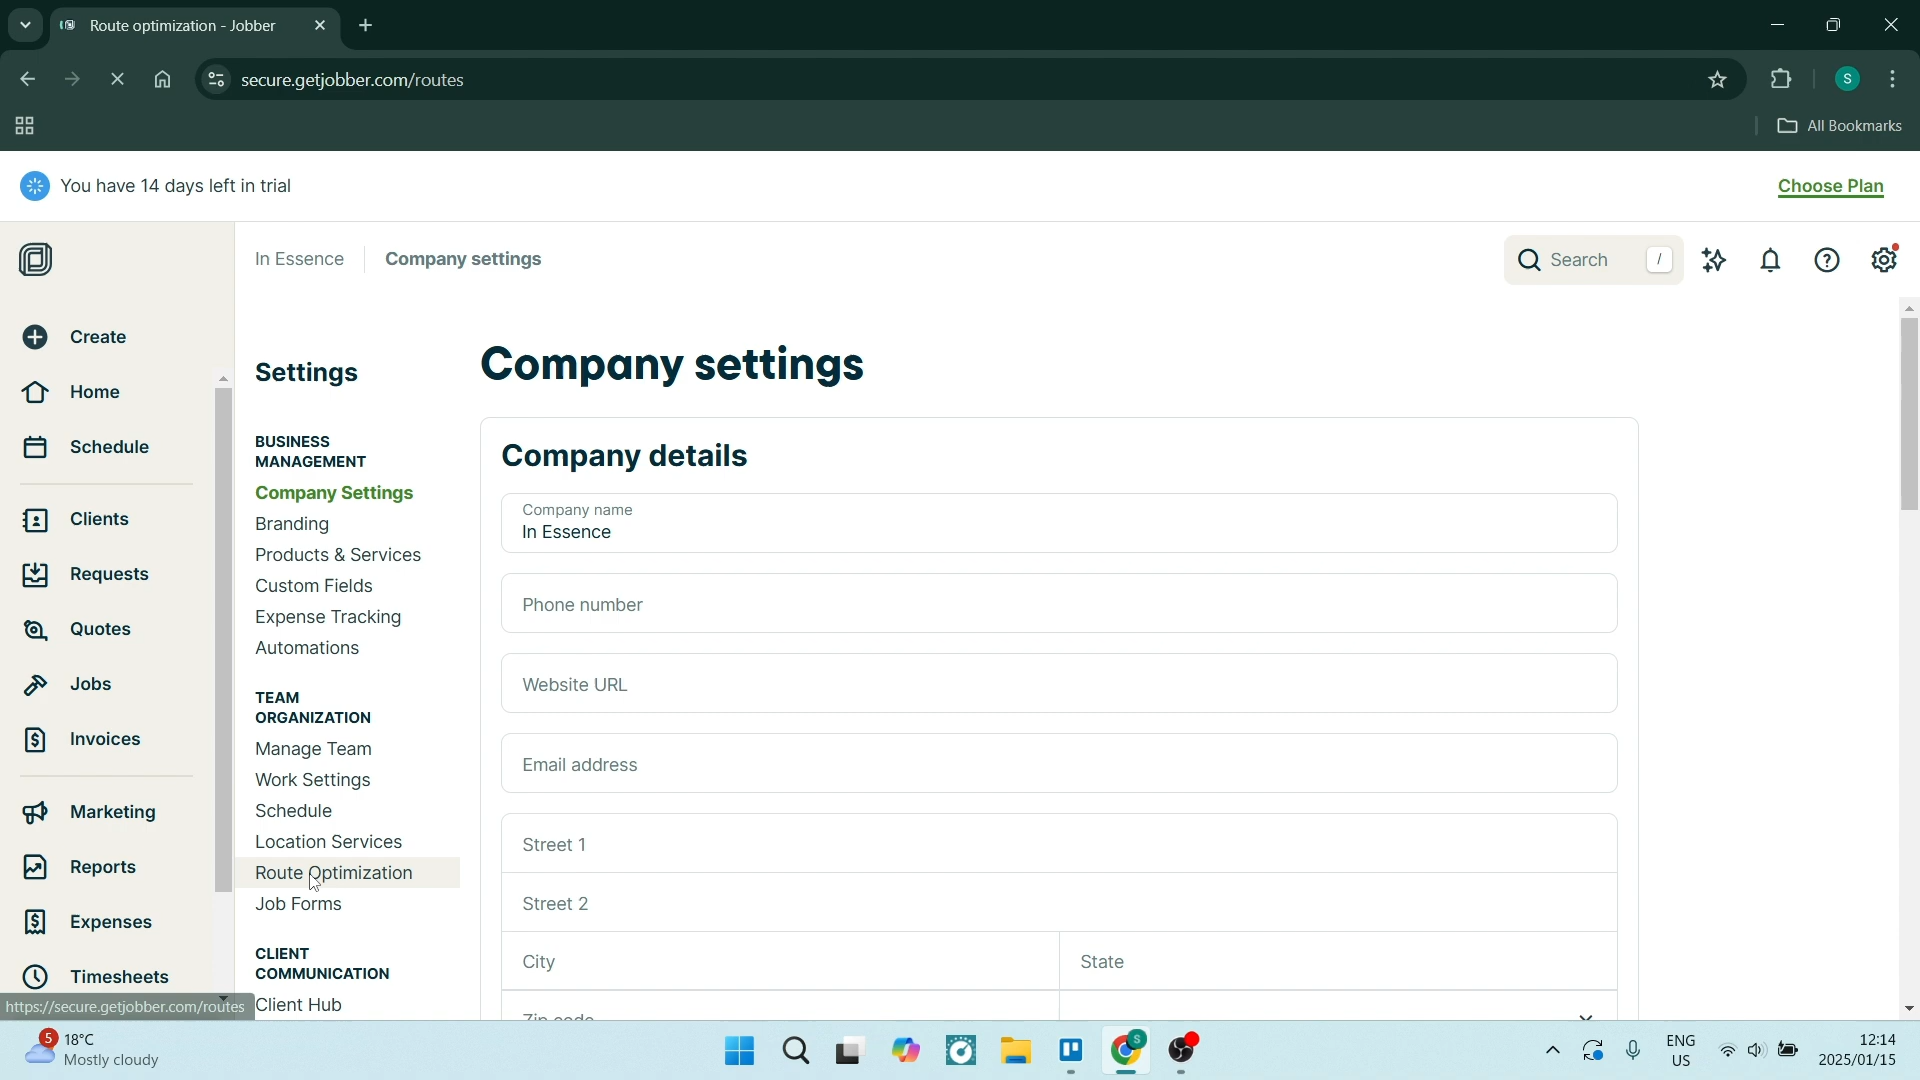 Route optimization - Jobber
secure.getjobber.com/routes
S
All Bookmarks
You have 14 days left in trial
Choose Plan
In Essence
Company settings
Search
/
Create
Home
Schedule
Clients
Requests
Quotes
Jobs
Invoices
Marketing
Reports
Expenses
Timesheets
https://secure.getjobber.com/routes
Settings
BUSINESS
MANAGEMENT
Company Settings
Branding
Products & Services
Custom Fields
Expense Tracking
Automations
TEAM
ORGANIZATION
Manage Team
Work Settings
Schedule
Location Services
Route Optimization
Job Forms
CLIENT
COMMUNICATION
Client Hub
Company settings
Company details
Company name
In Essence
Phone number
Website URL
Email address
Street 1
Street 2
City
State
Zip code
5
18°C
Mostly cloudy
S
ENG
US
12:14
2025/01/15